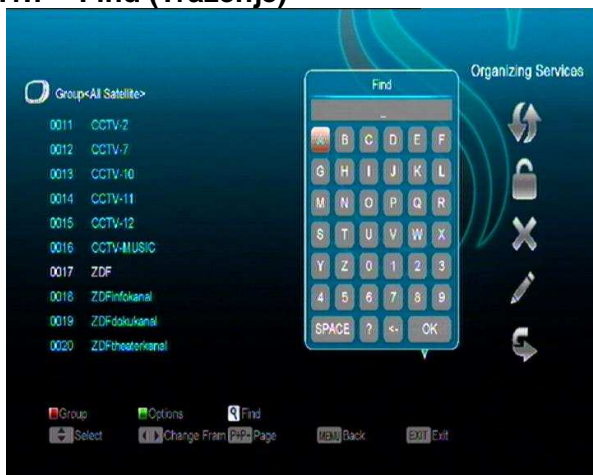 Find (Traženje)
Organizing Services
Group<All Satellite>
0011 CCTV-2
0012 CCTV-7
0013 CCTV-10
0014 CCTV-11
0015 CCTV-12
0016 CCTV-MUSIC
0017 ZDF
0018 ZDFinfokanal
0019 ZDFdokukanal
0020 ZDFtheaterkanal
Find
_
A B C D E F
G H I J K L
M N O P Q R
S T U V W X
Y Z 0 1 2 3
4 5 6 7 8 9
SPACE ? <- OK
Group Options Find
Select Change Fram P+P- Page MENU Back EXIT Exit